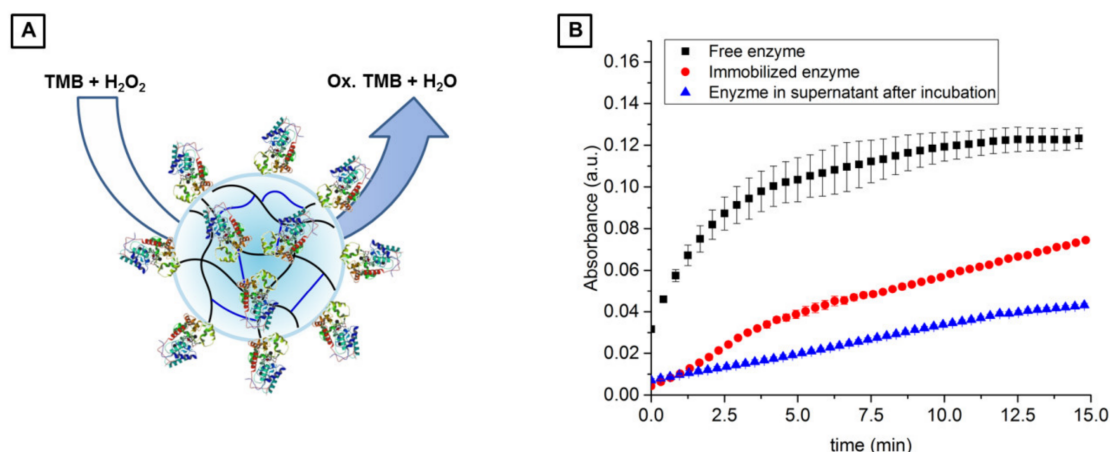 A
TMB + H₂O₂
Ox. TMB + H₂O
B
Free enzyme
Immobilized enzyme
Enyzme in supernatant after incubation
Absorbance (a.u.)
0.16
0.14
0.12
0.10
0.08
0.06
0.04
0.02
0.00
0.0 2.5 5.0 7.5 10.0 12.5 15.0
time (min)